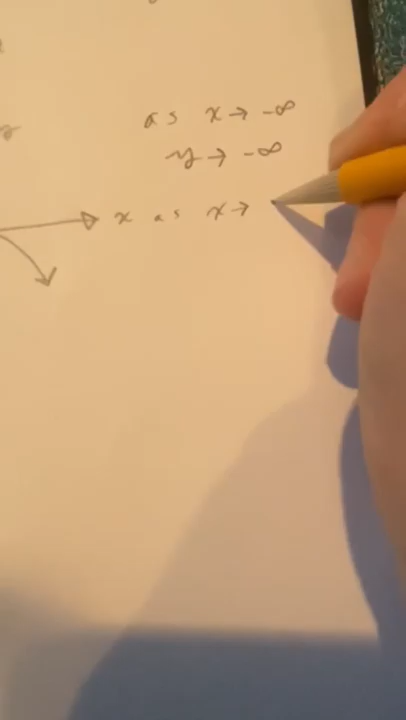 as x → -∞
y → -∞
x as x →